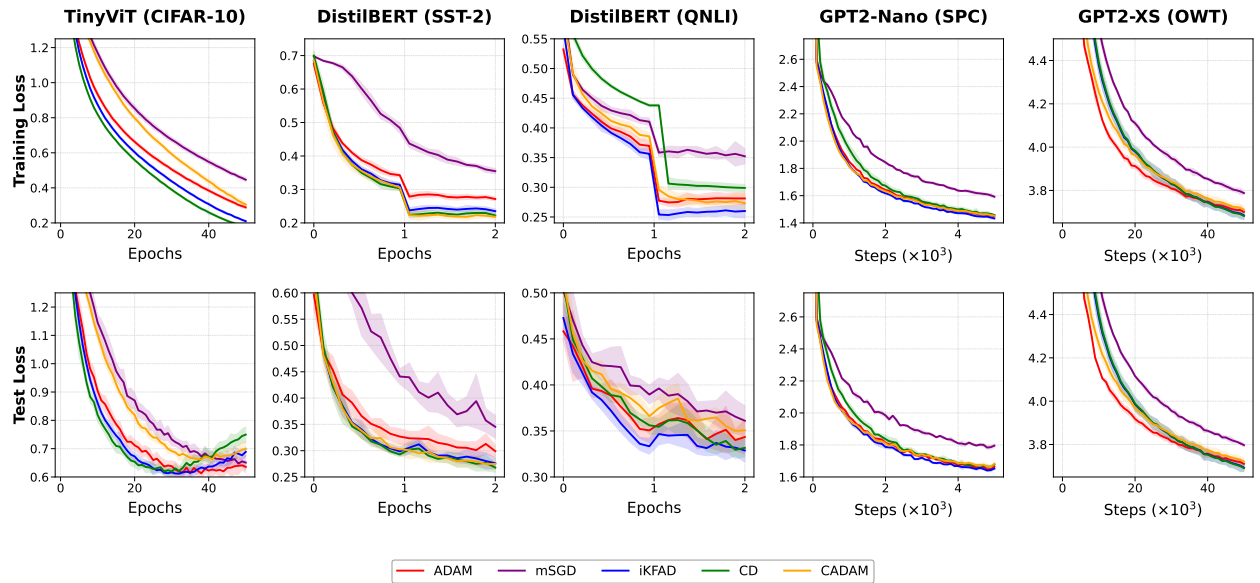 TinyViT (CIFAR-10) DistilBERT (SST-2) DistilBERT (QNLI) GPT2-Nano (SPC) GPT2-XS (OWT)
Training Loss
1.2
1.0
0.8
0.6
0.4
0.2
0 20 40
Epochs
0.7
0.6
0.5
0.4
0.3
0.2
0 1 2
Epochs
0.55
0.50
0.45
0.40
0.35
0.30
0.25
0 1 2
Epochs
2.6
2.4
2.2
2.0
1.8
1.6
1.4
0 2 4
Steps (×10³)
4.4
4.2
4.0
3.8
0 20 40
Steps (×10³)
Test Loss
1.2
1.1
1.0
0.9
0.8
0.7
0.6
0 20 40
Epochs
0.60
0.55
0.50
0.45
0.40
0.35
0.30
0.25
0 1 2
Epochs
0.50
0.45
0.40
0.35
0.30
0 1 2
Epochs
2.6
2.4
2.2
2.0
1.8
1.6
0 2 4
Steps (×10³)
4.4
4.2
4.0
3.8
0 20 40
Steps (×10³)
ADAM mSGD iKFAD CD CADAM